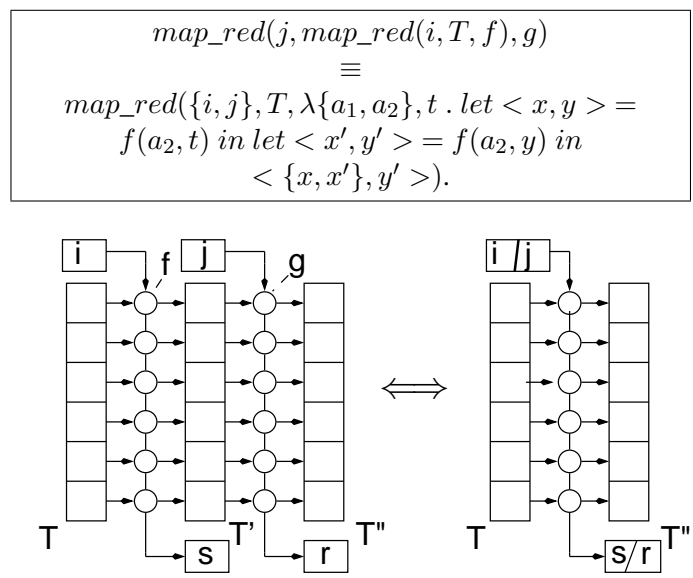 map_red(j, map_red(i, T, f), g)
≡
map_red({i, j}, T, λ{a₁, a₂}, t . let < x, y > =
f(a₂, t) in let < x′, y′ > = f(a₂, y) in
< {x, x′}, y′ >).
i j i / j
f g
T T' T" T T"
s r s/r